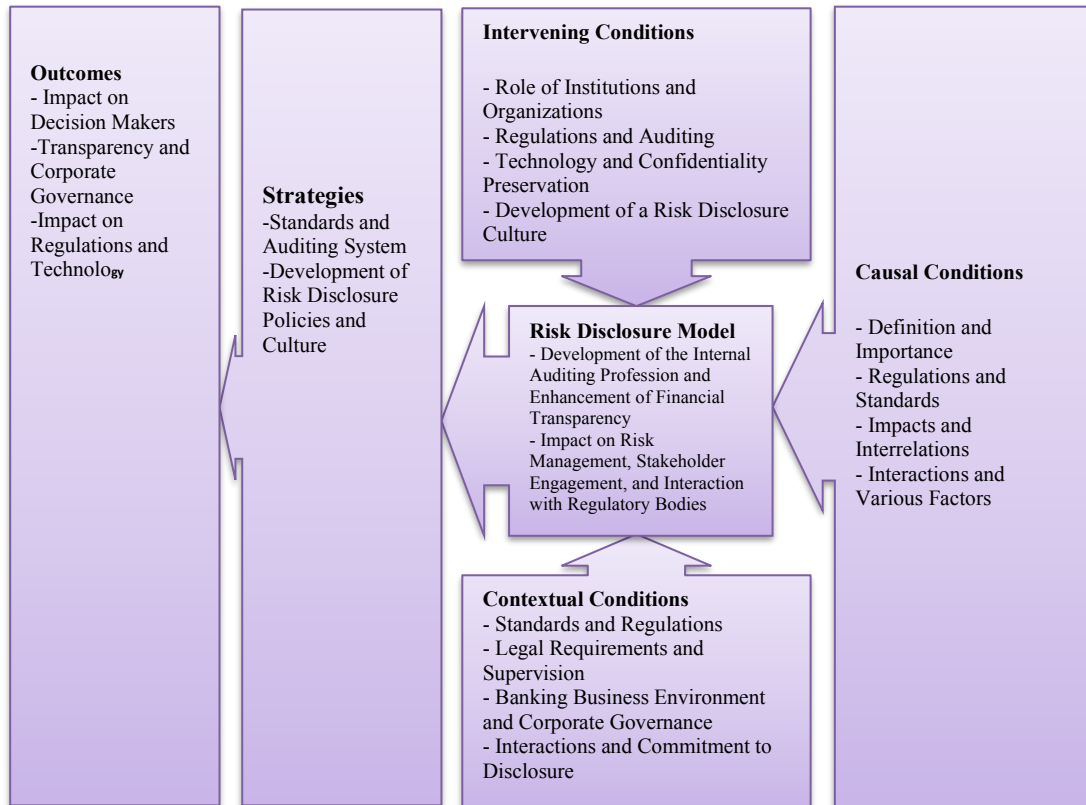 Outcomes
- Impact on
Decision Makers
-Transparency and
Corporate
Governance
-Impact on
Regulations and
Technology
Strategies
-Standards and
Auditing System
-Development of
Risk Disclosure
Policies and
Culture
Intervening Conditions
- Role of Institutions and
Organizations
- Regulations and Auditing
- Technology and Confidentiality
Preservation
- Development of a Risk Disclosure
Culture
Risk Disclosure Model
- Development of the Internal
Auditing Profession and
Enhancement of Financial
Transparency
- Impact on Risk
Management, Stakeholder
Engagement, and Interaction
with Regulatory Bodies
Contextual Conditions
- Standards and Regulations
- Legal Requirements and
Supervision
- Banking Business Environment
and Corporate Governance
- Interactions and Commitment to
Disclosure
Causal Conditions
- Definition and
Importance
- Regulations and
Standards
- Impacts and
Interrelations
- Interactions and
Various Factors